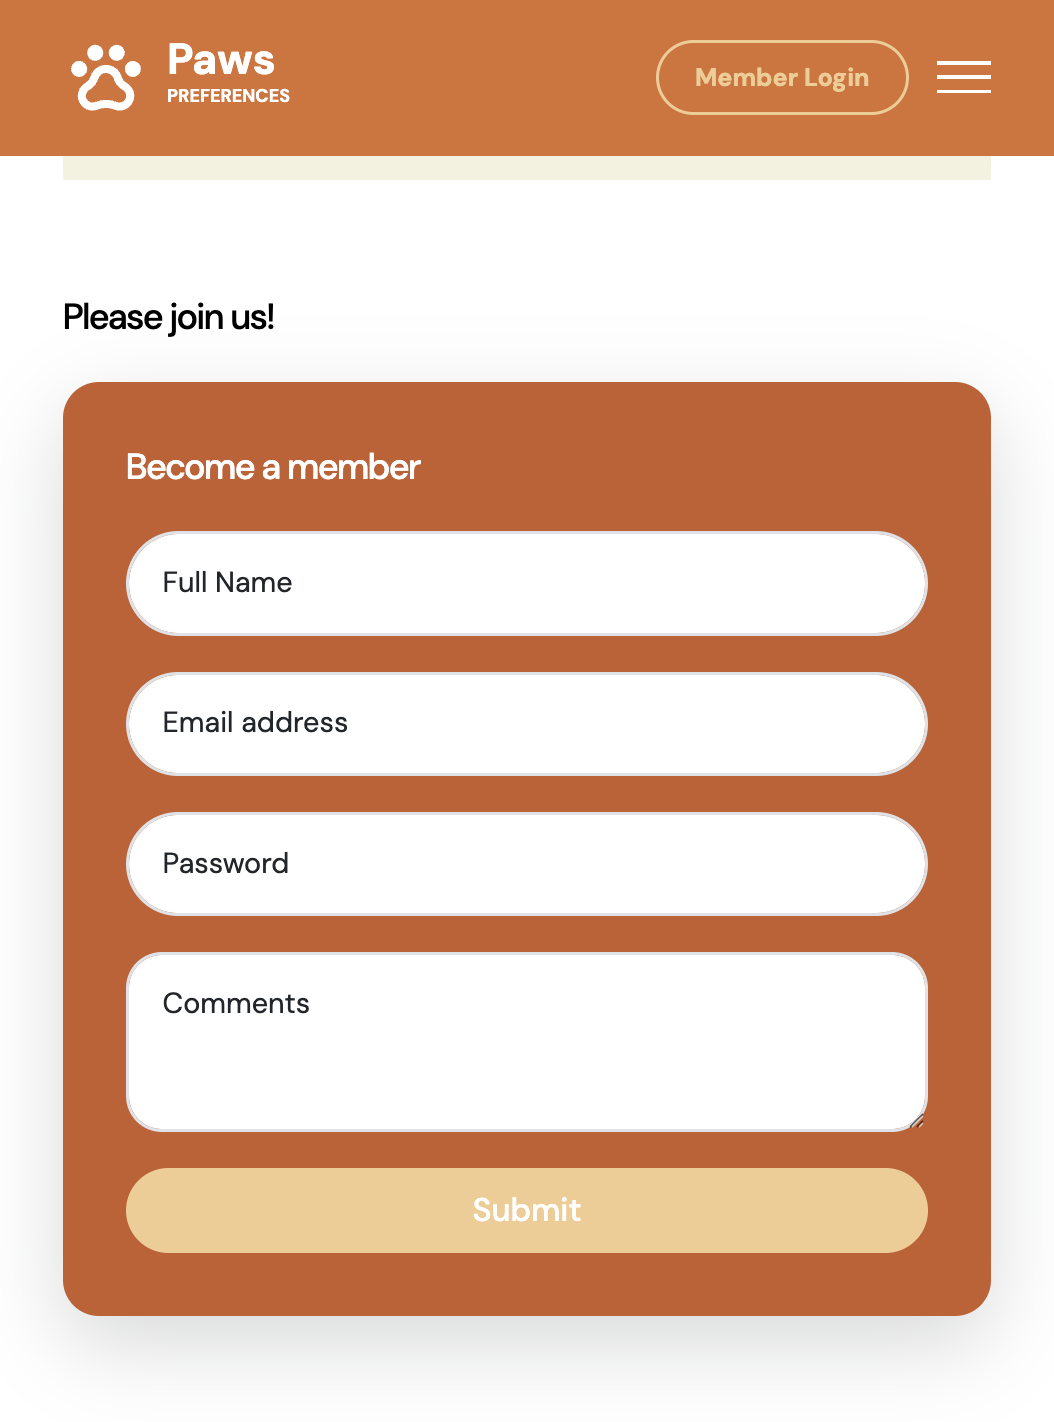 Paws
PREFERENCES
Member Login
Please join us!
Become a member
Full Name
Email address
Password
Comments
Submit